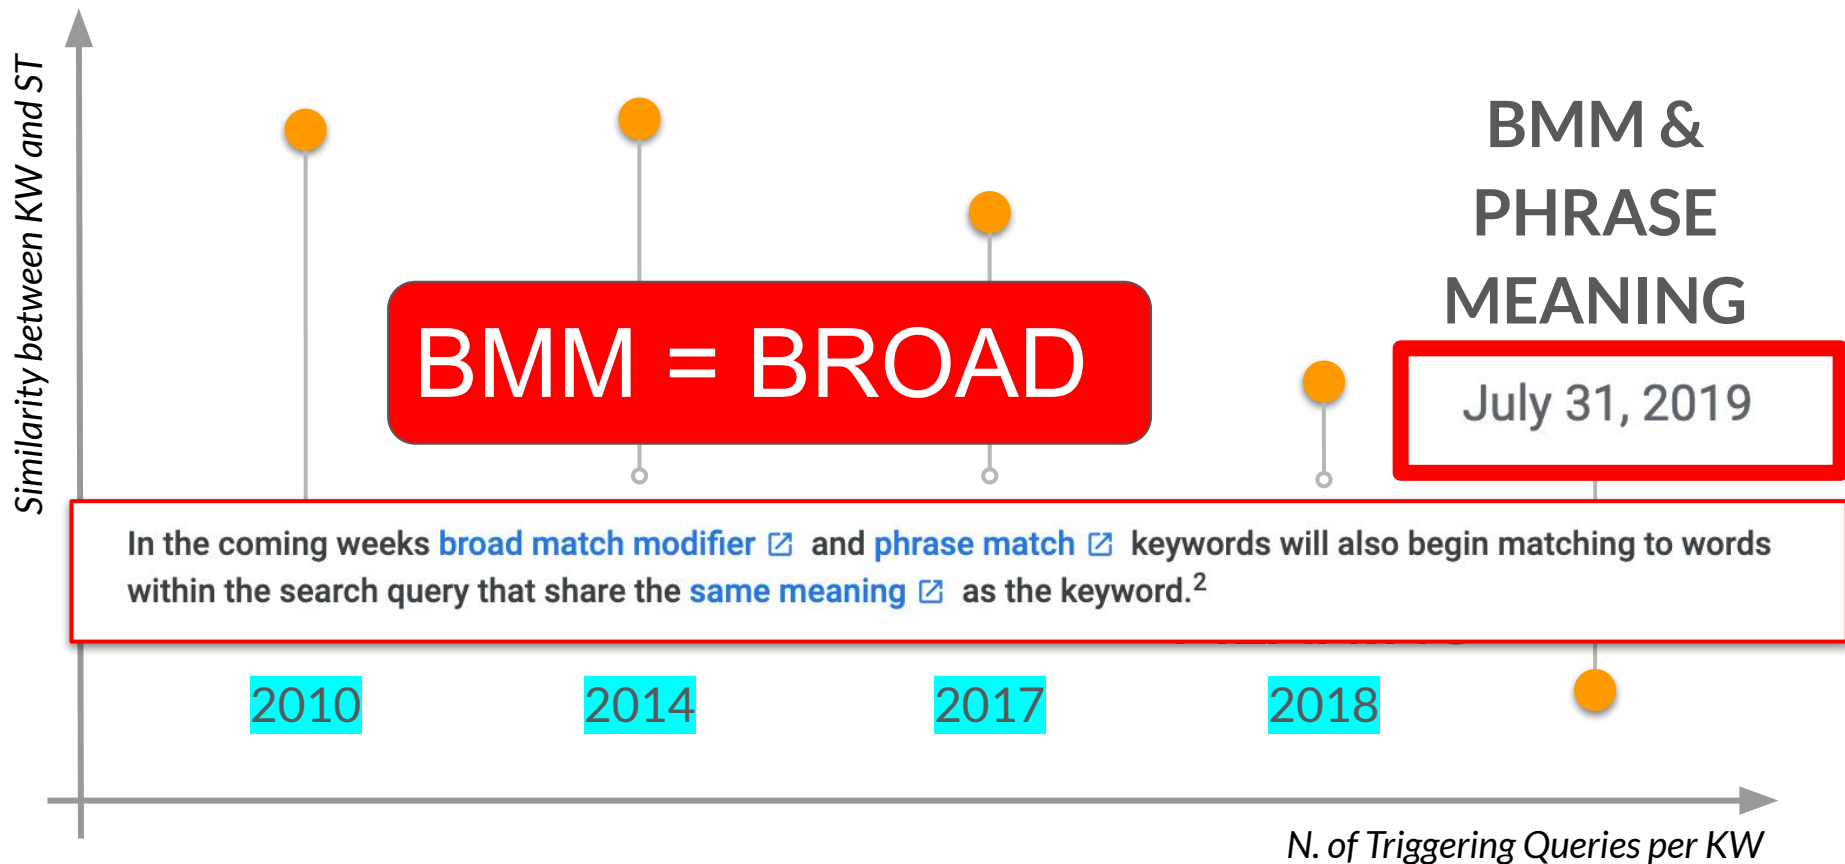 Similarity between KW and ST
BMM &
PHRASE
MEANING
BMM = BROAD
July 31, 2019
In the coming weeks broad match modifier and phrase match keywords will also begin matching to words
within the search query that share the same meaning as the keyword.2
2010
2014
2017
2018
N. of Triggering Queries per KW